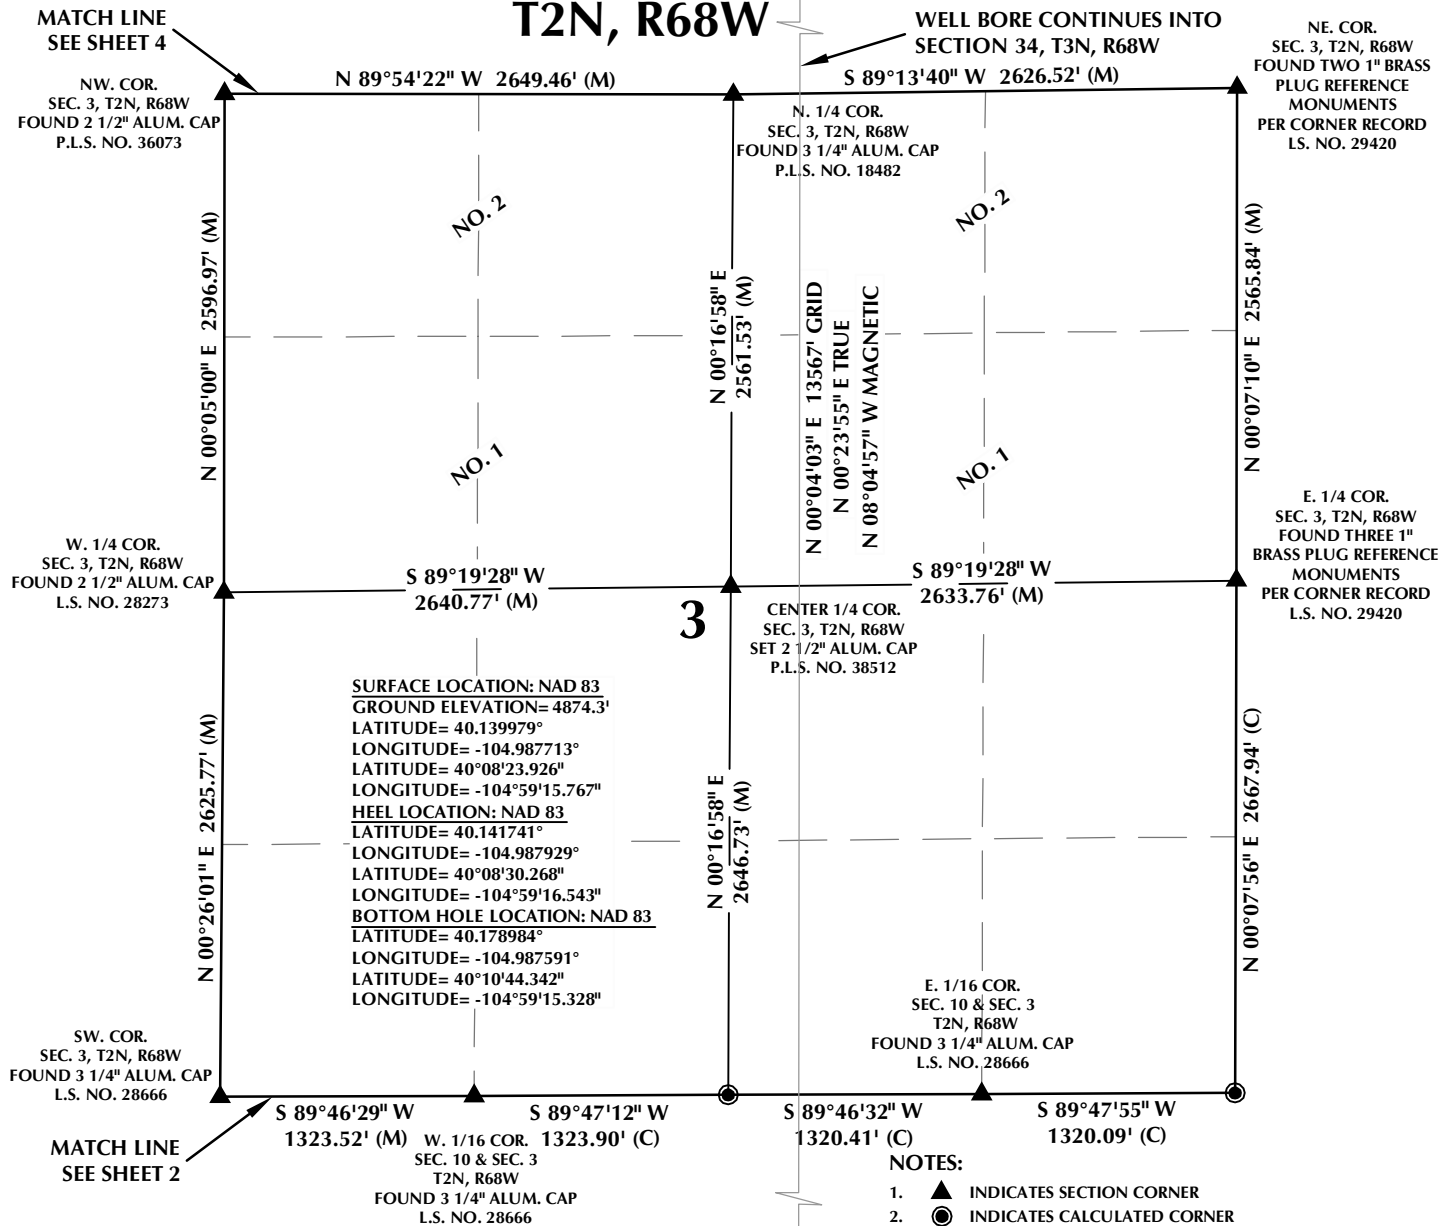 T2N, R68W
MATCH LINE
SEE SHEET 4
WELL BORE CONTINUES INTO
SECTION 34, T3N, R68W
NW. COR.
SEC. 3, T2N, R68W
FOUND 2 1/2" ALUM. CAP
P.L.S. NO. 36073
N 89°54'22" W 2649.46' (M)
S 89°13'40" W 2626.52' (M)
NE. COR.
SEC. 3, T2N, R68W
FOUND TWO 1" BRASS
PLUG REFERENCE
MONUMENTS
PER CORNER RECORD
LS. NO. 29420
N. 1/4 COR.
SEC. 3, T2N, R68W
FOUND 3 1/4" ALUM. CAP
P.L.S. NO. 18482
NO. 2
NO. 2
N 00°05'00" E 2596.97' (M)
N 00°16'58" E
2561.53' (M)
N 00°04'03" E 13567' GRID
N 00°23'55" E TRUE
N 08°04'57" W MAGNETIC
N 00°07'10" E 2565.84' (M)
NO. 1
NO. 1
W. 1/4 COR.
SEC. 3, T2N, R68W
FOUND 2 1/2" ALUM. CAP
L.S. NO. 28273
S 89°19'28" W
2640.77' (M)
S 89°19'28" W
2633.76' (M)
E. 1/4 COR.
SEC. 3, T2N, R68W
FOUND THREE 1"
BRASS PLUG REFERENCE
MONUMENTS
PER CORNER RECORD
L.S. NO. 29420
3
CENTER 1/4 COR.
SEC. 3, T2N, R68W
SET 2 1/2" ALUM. CAP
P.L.S. NO. 38512
SURFACE LOCATION: NAD 83
GROUND ELEVATION= 4874.3'
LATITUDE= 40.139979°
LONGITUDE= -104.987713°
LATITUDE= 40°08'23.926"
LONGITUDE= -104°59'15.767"
HEEL LOCATION: NAD 83
LATITUDE= 40.141741°
LONGITUDE= -104.987929°
LATITUDE= 40°08'30.268"
LONGITUDE= -104°59'16.543"
BOTTOM HOLE LOCATION: NAD 83
LATITUDE= 40.178984°
LONGITUDE= -104.987591°
LATITUDE= 40°10'44.342"
LONGITUDE= -104°59'15.328"
N 00°26'01" E 2625.77' (M)
N 00°16'58" E
2646.73' (M)
N 00°07'56" E 2667.94' (C)
E. 1/16 COR.
SEC. 10 & SEC. 3
T2N, R68W
FOUND 3 1/4" ALUM. CAP
L.S. NO. 28666
SW. COR.
SEC. 3, T2N, R68W
FOUND 3 1/4" ALUM. CAP
L.S. NO. 28666
S 89°46'29" W
1323.52' (M)
S 89°47'12" W
1323.90' (C)
S 89°46'32" W
1320.41' (C)
S 89°47'55" W
1320.09' (C)
MATCH LINE
SEE SHEET 2
W. 1/16 COR.
SEC. 10 & SEC. 3
T2N, R68W
FOUND 3 1/4" ALUM. CAP
L.S. NO. 28666
NOTES:
1. INDICATES SECTION CORNER
2. INDICATES CALCULATED CORNER